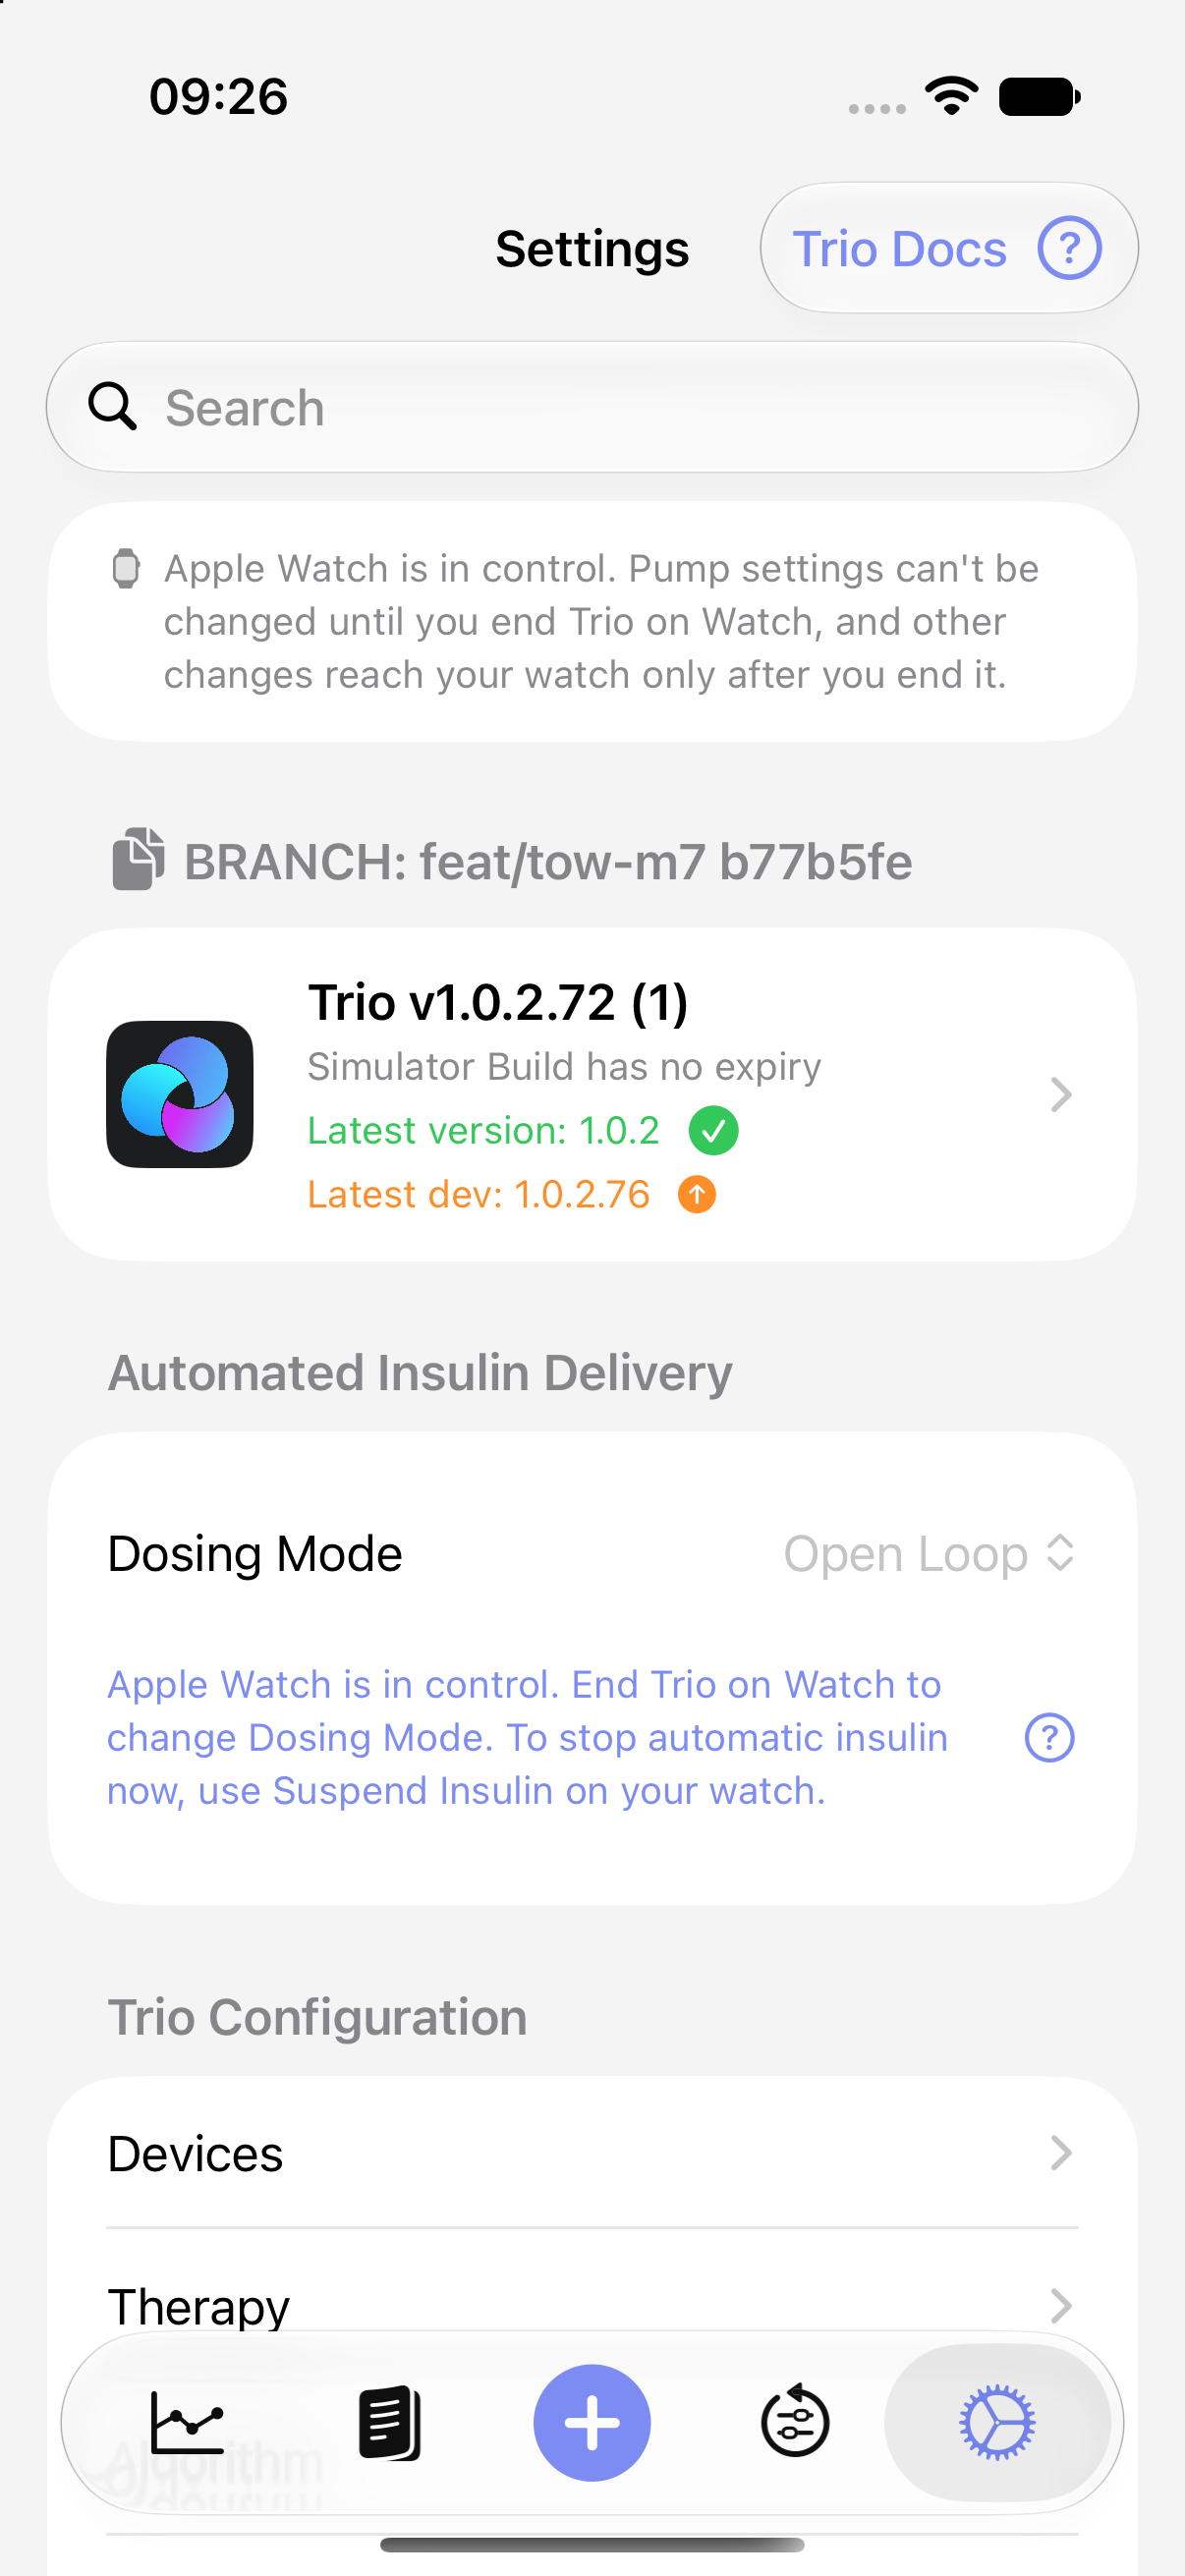 09:26
Settings
Trio Docs
Search
Apple Watch is in control. Pump settings can't be
changed until you end Trio on Watch, and other
changes reach your watch only after you end it.
BRANCH: feat/tow-m7 b77b5fe
Trio v1.0.2.72 (1)
Simulator Build has no expiry
Latest version: 1.0.2
Latest dev: 1.0.2.76
Automated Insulin Delivery
Dosing Mode
Open Loop
Apple Watch is in control. End Trio on Watch to
change Dosing Mode. To stop automatic insulin
now, use Suspend Insulin on your watch.
Trio Configuration
Devices
Therapy
Algorithm